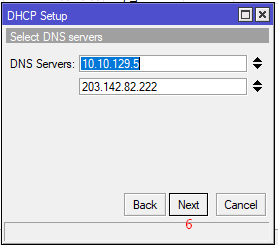 DHCP Setup
Select DNS servers
DNS Servers: 10.10.129.5
203.142.82.222
Back Next Cancel
6